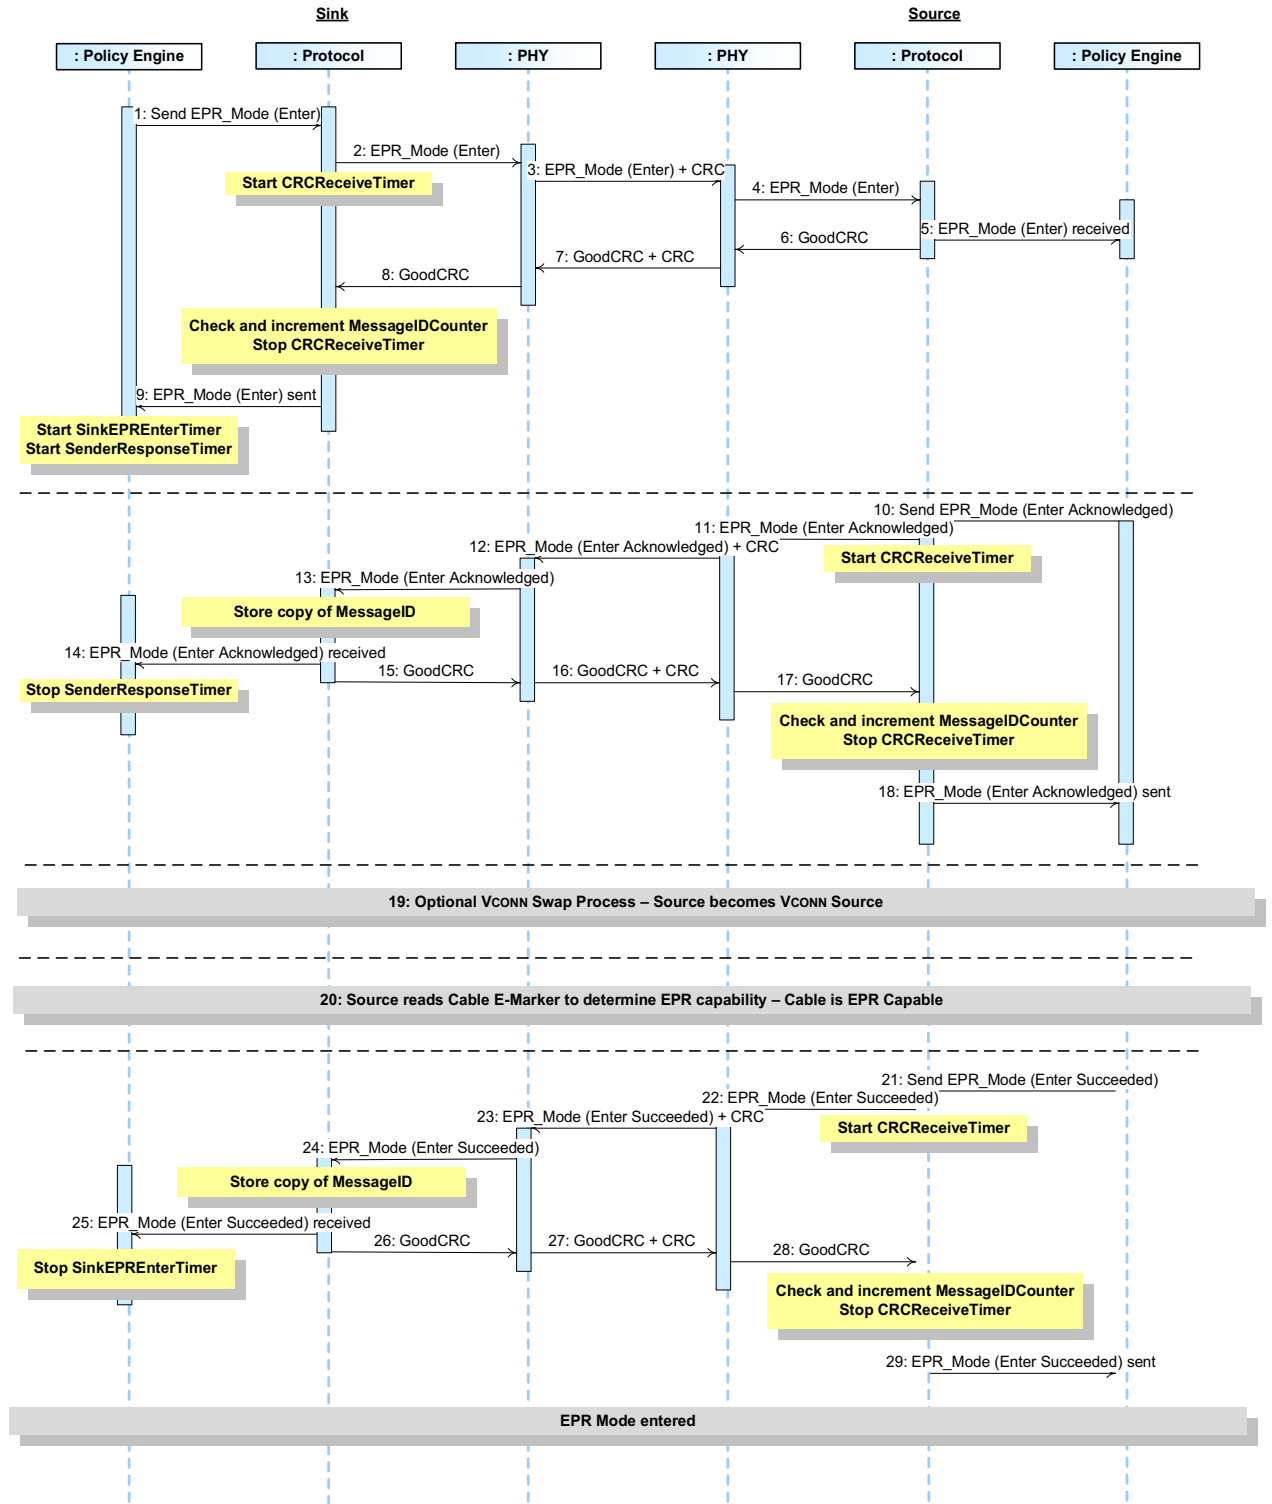 Sink
Source
: Policy Engine
: Protocol
: PHY
: PHY
: Protocol
: Policy Engine
1: Send EPR_Mode (Enter)
2: EPR_Mode (Enter)
Start CRCReceiveTimer
3: EPR_Mode (Enter) + CRC
4: EPR_Mode (Enter)
5: EPR_Mode (Enter) received
6: GoodCRC
7: GoodCRC + CRC
8: GoodCRC
Check and increment MessageIDCounter
Stop CRCReceiveTimer
9: EPR_Mode (Enter) sent
Start SinkEPREnterTimer
Start SenderResponseTimer
10: Send EPR_Mode (Enter Acknowledged)
11: EPR_Mode (Enter Acknowledged)
Start CRCReceiveTimer
12: EPR_Mode (Enter Acknowledged) + CRC
13: EPR_Mode (Enter Acknowledged)
Store copy of MessageID
14: EPR_Mode (Enter Acknowledged) received
Stop SenderResponseTimer
15: GoodCRC
16: GoodCRC + CRC
17: GoodCRC
Check and increment MessageIDCounter
Stop CRCReceiveTimer
18: EPR_Mode (Enter Acknowledged) sent
19: Optional VCONN Swap Process – Source becomes VCONN Source
20: Source reads Cable E-Marker to determine EPR capability – Cable is EPR Capable
21: Send EPR_Mode (Enter Succeeded)
22: EPR_Mode (Enter Succeeded)
Start CRCReceiveTimer
23: EPR_Mode (Enter Succeeded) + CRC
24: EPR_Mode (Enter Succeeded)
Store copy of MessageID
25: EPR_Mode (Enter Succeeded) received
Stop SinkEPREnterTimer
26: GoodCRC
27: GoodCRC + CRC
28: GoodCRC
Check and increment MessageIDCounter
Stop CRCReceiveTimer
29: EPR_Mode (Enter Succeeded) sent
EPR Mode entered